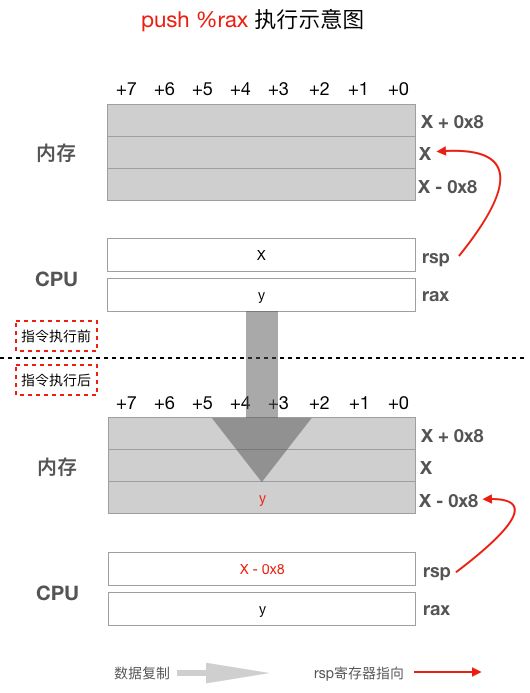 push %rax 执行示意图
+7 +6 +5 +4 +3 +2 +1 +0
X + 0x8
内存 X
X - 0x8
X rsp
CPU
y rax
指令执行前
指令执行后
+7 +6 +5 +4 +3 +2 +1 +0
X + 0x8
内存 X
y X - 0x8
X - 0x8 rsp
CPU
y rax
数据复制 rsp寄存器指向